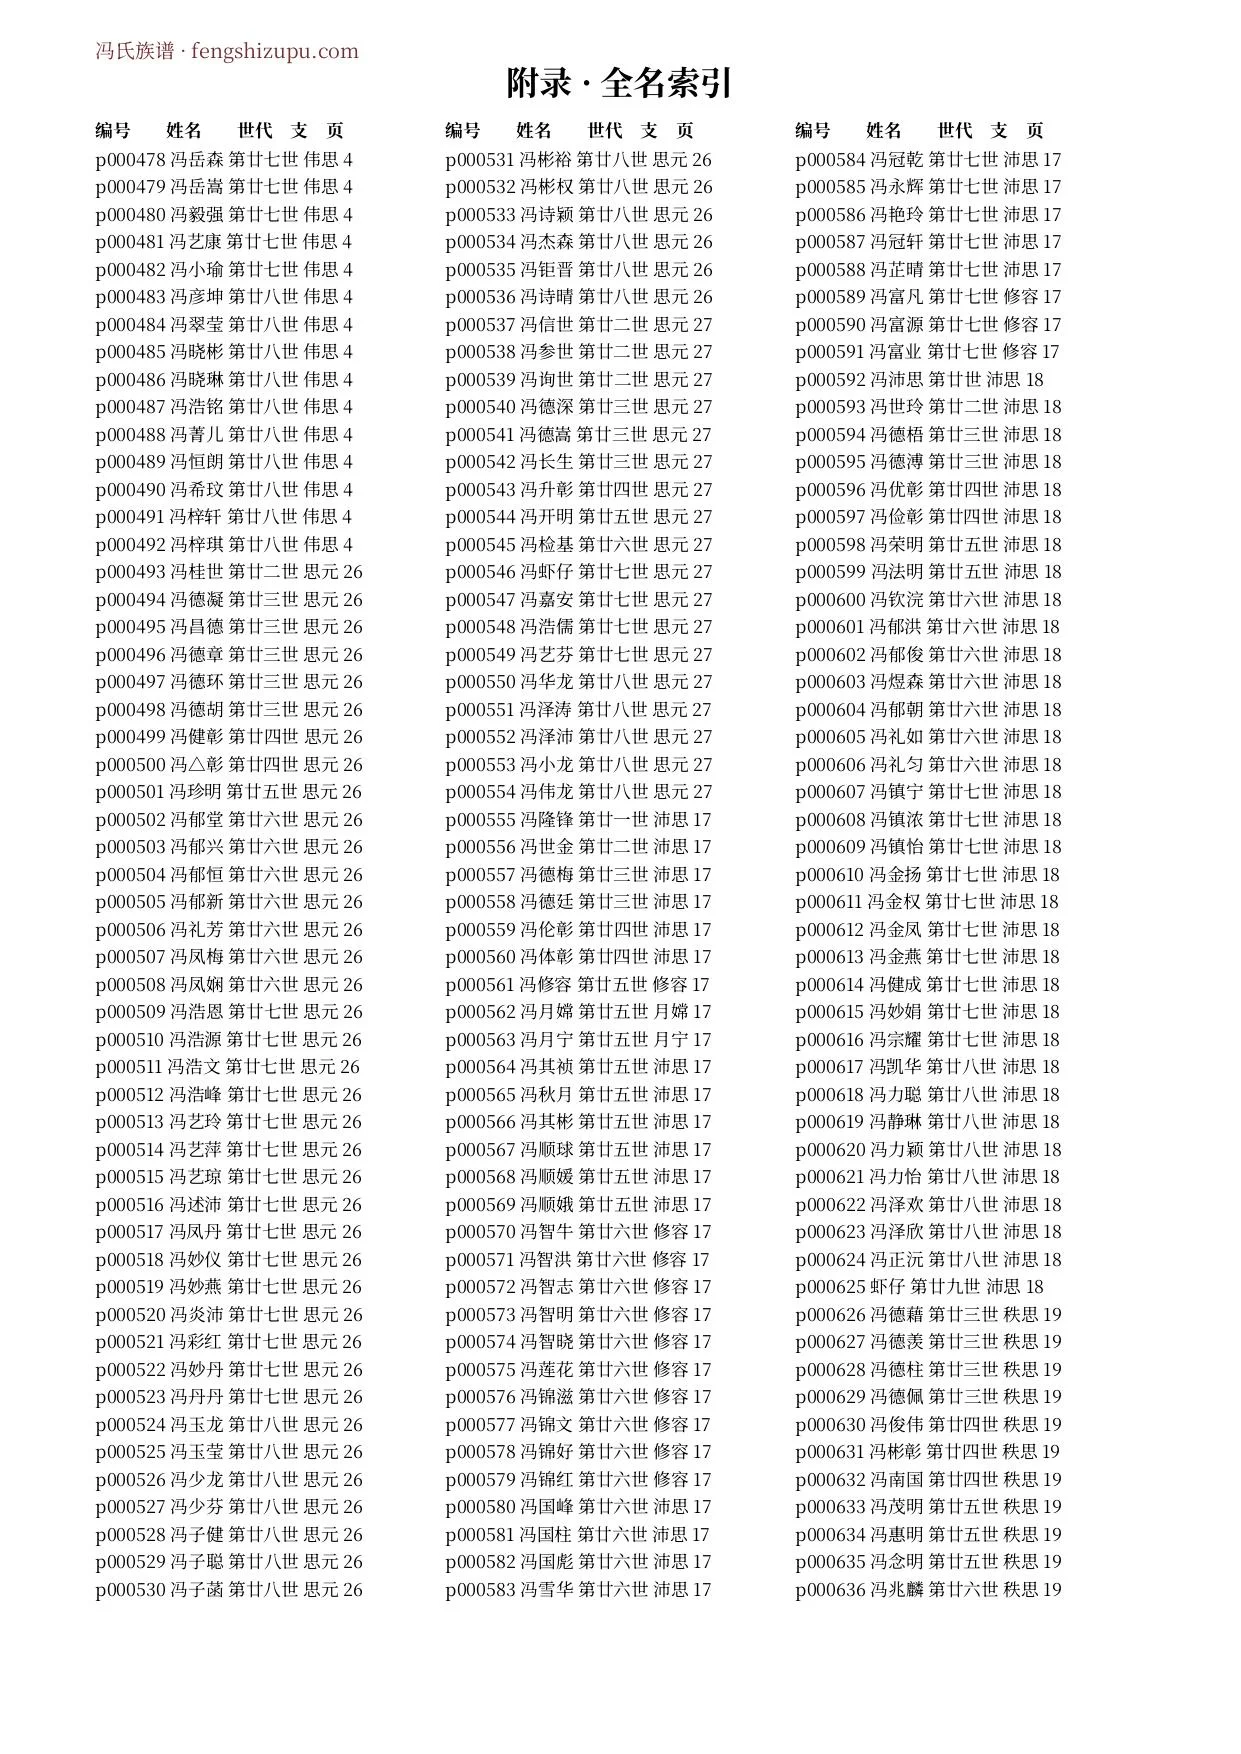 冯氏族谱 · fengshizupu.com
附录 · 全名索引
编号 姓名 世代 支 页
p000478 冯岳森 第廿七世 伟思 4
p000479 冯岳嵩 第廿七世 伟思 4
p000480 冯毅强 第廿七世 伟思 4
p000481 冯艺康 第廿七世 伟思 4
p000482 冯小瑜 第廿七世 伟思 4
p000483 冯彦坤 第廿八世 伟思 4
p000484 冯翠莹 第廿八世 伟思 4
p000485 冯晓彬 第廿八世 伟思 4
p000486 冯晓琳 第廿八世 伟思 4
p000487 冯浩铭 第廿八世 伟思 4
p000488 冯菁儿 第廿八世 伟思 4
p000489 冯恒朗 第廿八世 伟思 4
p000490 冯希玟 第廿八世 伟思 4
p000491 冯梓轩 第廿八世 伟思 4
p000492 冯梓琪 第廿八世 伟思 4
p000493 冯桂世 第廿二世 思元 26
p000494 冯德凝 第廿三世 思元 26
p000495 冯昌德 第廿三世 思元 26
p000496 冯德章 第廿三世 思元 26
p000497 冯德环 第廿三世 思元 26
p000498 冯德胡 第廿三世 思元 26
p000499 冯健彰 第廿四世 思元 26
p000500 冯△彰 第廿四世 思元 26
p000501 冯珍明 第廿五世 思元 26
p000502 冯郁堂 第廿六世 思元 26
p000503 冯郁兴 第廿六世 思元 26
p000504 冯郁恒 第廿六世 思元 26
p000505 冯郁新 第廿六世 思元 26
p000506 冯礼芳 第廿六世 思元 26
p000507 冯凤梅 第廿六世 思元 26
p000508 冯凤娴 第廿六世 思元 26
p000509 冯浩恩 第廿七世 思元 26
p000510 冯浩源 第廿七世 思元 26
p000511 冯浩文 第廿七世 思元 26
p000512 冯浩峰 第廿七世 思元 26
p000513 冯艺玲 第廿七世 思元 26
p000514 冯艺萍 第廿七世 思元 26
p000515 冯艺琼 第廿七世 思元 26
p000516 冯述沛 第廿七世 思元 26
p000517 冯凤丹 第廿七世 思元 26
p000518 冯妙仪 第廿七世 思元 26
p000519 冯妙燕 第廿七世 思元 26
p000520 冯炎沛 第廿七世 思元 26
p000521 冯彩红 第廿七世 思元 26
p000522 冯妙丹 第廿七世 思元 26
p000523 冯丹丹 第廿七世 思元 26
p000524 冯玉龙 第廿八世 思元 26
p000525 冯玉莹 第廿八世 思元 26
p000526 冯少龙 第廿八世 思元 26
p000527 冯少芬 第廿八世 思元 26
p000528 冯子健 第廿八世 思元 26
p000529 冯子聪 第廿八世 思元 26
p000530 冯子菡 第廿八世 思元 26
编号 姓名 世代 支 页
p000531 冯彬裕 第廿八世 思元 26
p000532 冯彬权 第廿八世 思元 26
p000533 冯诗颖 第廿八世 思元 26
p000534 冯杰森 第廿八世 思元 26
p000535 冯钜晋 第廿八世 思元 26
p000536 冯诗晴 第廿八世 思元 26
p000537 冯信世 第廿二世 思元 27
p000538 冯参世 第廿二世 思元 27
p000539 冯询世 第廿二世 思元 27
p000540 冯德深 第廿三世 思元 27
p000541 冯德嵩 第廿三世 思元 27
p000542 冯长生 第廿三世 思元 27
p000543 冯升彰 第廿四世 思元 27
p000544 冯开明 第廿五世 思元 27
p000545 冯检基 第廿六世 思元 27
p000546 冯虾仔 第廿七世 思元 27
p000547 冯嘉安 第廿七世 思元 27
p000548 冯浩儒 第廿七世 思元 27
p000549 冯艺芬 第廿七世 思元 27
p000550 冯华龙 第廿八世 思元 27
p000551 冯泽涛 第廿八世 思元 27
p000552 冯泽沛 第廿八世 思元 27
p000553 冯小龙 第廿八世 思元 27
p000554 冯伟龙 第廿八世 思元 27
p000555 冯隆锋 第廿一世 沛思 17
p000556 冯世金 第廿二世 沛思 17
p000557 冯德梅 第廿三世 沛思 17
p000558 冯德廷 第廿三世 沛思 17
p000559 冯伦彰 第廿四世 沛思 17
p000560 冯体彰 第廿四世 沛思 17
p000561 冯修容 第廿五世 修容 17
p000562 冯月嫦 第廿五世 月嫦 17
p000563 冯月宁 第廿五世 月宁 17
p000564 冯其祯 第廿五世 沛思 17
p000565 冯秋月 第廿五世 沛思 17
p000566 冯其彬 第廿五世 沛思 17
p000567 冯顺球 第廿五世 沛思 17
p000568 冯顺媛 第廿五世 沛思 17
p000569 冯顺娥 第廿五世 沛思 17
p000570 冯智牛 第廿六世 修容 17
p000571 冯智洪 第廿六世 修容 17
p000572 冯智志 第廿六世 修容 17
p000573 冯智明 第廿六世 修容 17
p000574 冯智晓 第廿六世 修容 17
p000575 冯莲花 第廿六世 修容 17
p000576 冯锦滋 第廿六世 修容 17
p000577 冯锦文 第廿六世 修容 17
p000578 冯锦好 第廿六世 修容 17
p000579 冯锦红 第廿六世 修容 17
p000580 冯国峰 第廿六世 沛思 17
p000581 冯国柱 第廿六世 沛思 17
p000582 冯国彪 第廿六世 沛思 17
p000583 冯雪华 第廿六世 沛思 17
编号 姓名 世代 支 页
p000584 冯冠乾 第廿七世 沛思 17
p000585 冯永辉 第廿七世 沛思 17
p000586 冯艳玲 第廿七世 沛思 17
p000587 冯冠轩 第廿七世 沛思 17
p000588 冯芷晴 第廿七世 沛思 17
p000589 冯富凡 第廿七世 修容 17
p000590 冯富源 第廿七世 修容 17
p000591 冯富业 第廿七世 修容 17
p000592 冯沛思 第廿世 沛思 18
p000593 冯世玲 第廿二世 沛思 18
p000594 冯德梧 第廿三世 沛思 18
p000595 冯德溥 第廿三世 沛思 18
p000596 冯优彰 第廿四世 沛思 18
p000597 冯俭彰 第廿四世 沛思 18
p000598 冯荣明 第廿五世 沛思 18
p000599 冯法明 第廿五世 沛思 18
p000600 冯钦浣 第廿六世 沛思 18
p000601 冯郁洪 第廿六世 沛思 18
p000602 冯郁俊 第廿六世 沛思 18
p000603 冯煜森 第廿六世 沛思 18
p000604 冯郁朝 第廿六世 沛思 18
p000605 冯礼如 第廿六世 沛思 18
p000606 冯礼匀 第廿六世 沛思 18
p000607 冯镇宁 第廿七世 沛思 18
p000608 冯镇浓 第廿七世 沛思 18
p000609 冯镇怡 第廿七世 沛思 18
p000610 冯金扬 第廿七世 沛思 18
p000611 冯金权 第廿七世 沛思 18
p000612 冯金凤 第廿七世 沛思 18
p000613 冯金燕 第廿七世 沛思 18
p000614 冯健成 第廿七世 沛思 18
p000615 冯妙娟 第廿七世 沛思 18
p000616 冯宗耀 第廿七世 沛思 18
p000617 冯凯华 第廿八世 沛思 18
p000618 冯力聪 第廿八世 沛思 18
p000619 冯静琳 第廿八世 沛思 18
p000620 冯力颖 第廿八世 沛思 18
p000621 冯力怡 第廿八世 沛思 18
p000622 冯泽欢 第廿八世 沛思 18
p000623 冯泽欣 第廿八世 沛思 18
p000624 冯正沅 第廿八世 沛思 18
p000625 虾仔 第廿九世 沛思 18
p000626 冯德藉 第廿三世 秩思 19
p000627 冯德羡 第廿三世 秩思 19
p000628 冯德柱 第廿三世 秩思 19
p000629 冯德佩 第廿三世 秩思 19
p000630 冯俊伟 第廿四世 秩思 19
p000631 冯彬彰 第廿四世 秩思 19
p000632 冯南国 第廿四世 秩思 19
p000633 冯茂明 第廿五世 秩思 19
p000634 冯惠明 第廿五世 秩思 19
p000635 冯念明 第廿五世 秩思 19
p000636 冯兆麟 第廿六世 秩思 19